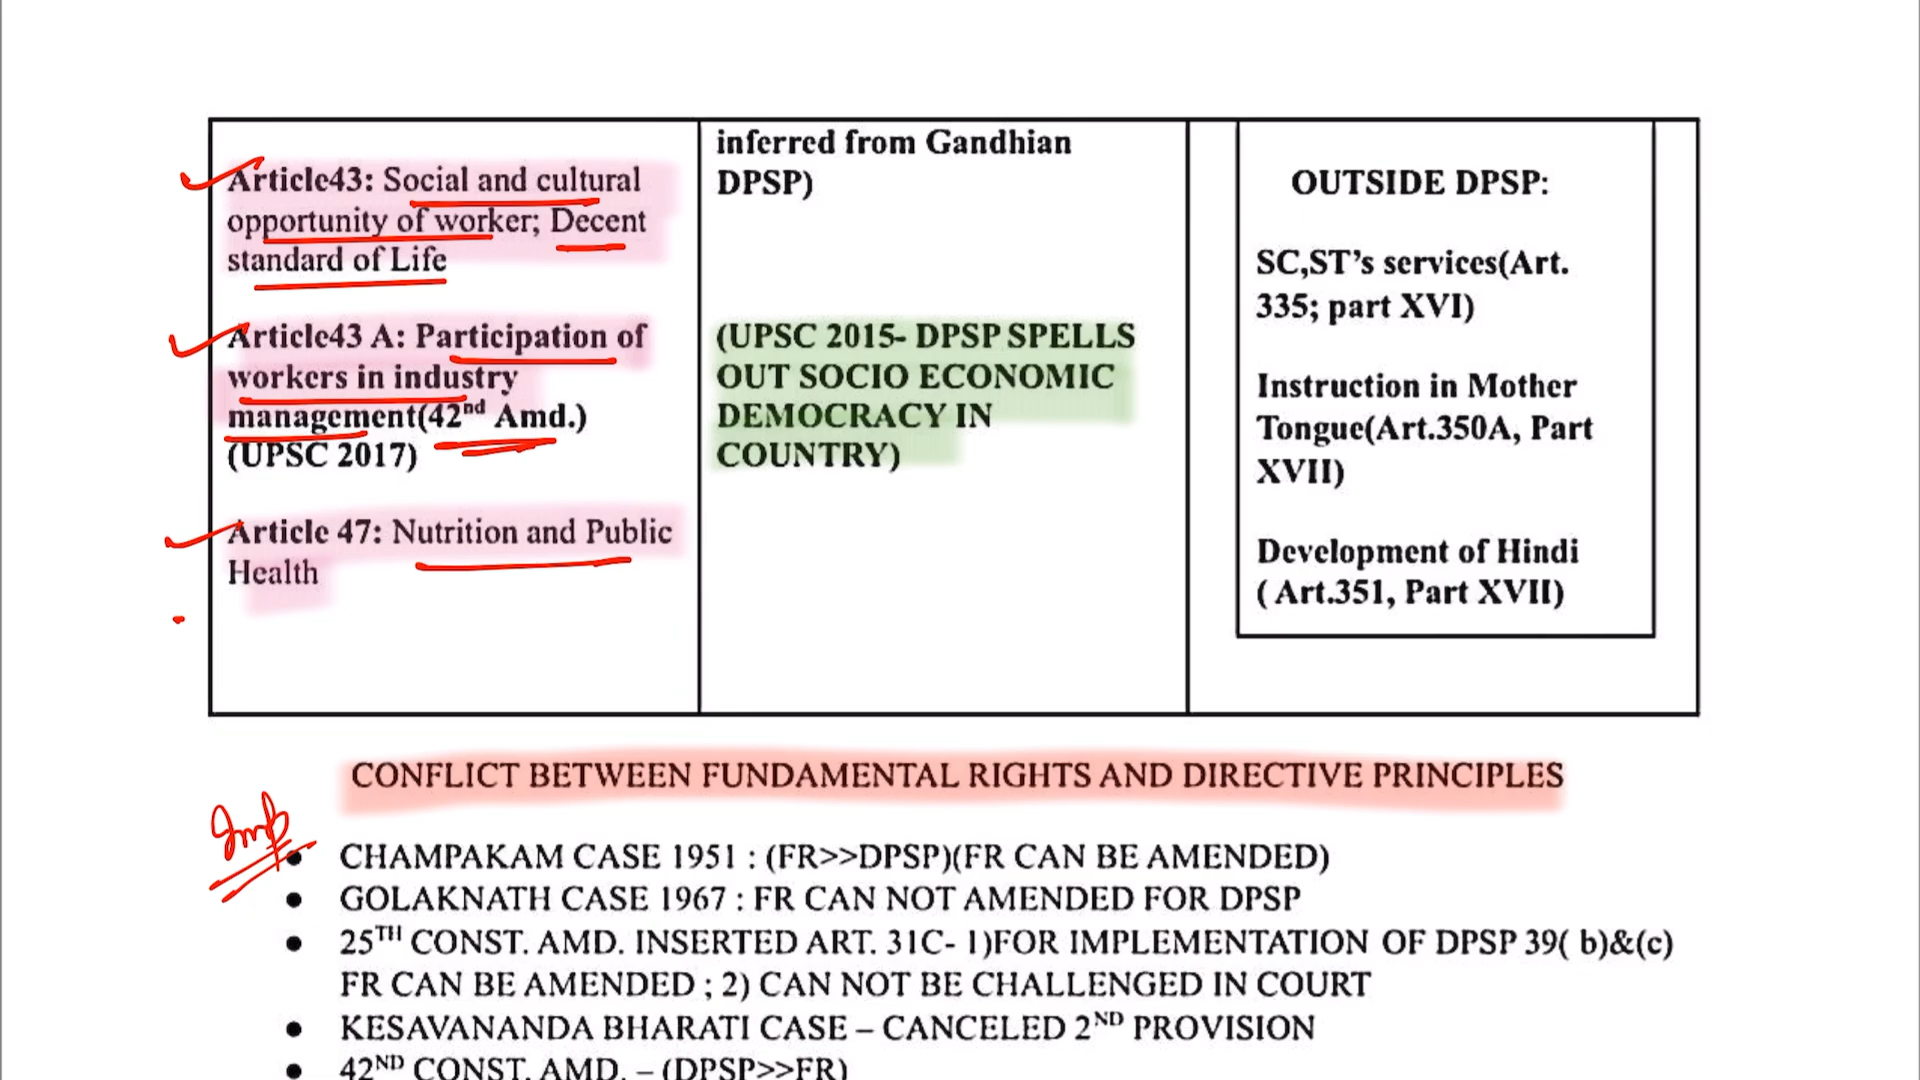 Article43: Social and cultural
opportunity of worker; Decent
standard of Life
Article43 A: Participation of
workers in industry
management(42nd Amd.)
(UPSC 2017)
Article 47: Nutrition and Public
Health
inferred from Gandhian
DPSP)
(UPSC 2015- DPSP SPELLS
OUT SOCIO ECONOMIC
DEMOCRACY IN
COUNTRY)
OUTSIDE DPSP:
SC,ST’s services(Art.
335; part XVI)
Instruction in Mother
Tongue(Art.350A, Part
XVII)
Development of Hindi
( Art.351, Part XVII)
CONFLICT BETWEEN FUNDAMENTAL RIGHTS AND DIRECTIVE PRINCIPLES
Imp
● CHAMPAKAM CASE 1951 : (FR>>DPSP)(FR CAN BE AMENDED)
● GOLAKNATH CASE 1967 : FR CAN NOT AMENDED FOR DPSP
● 25TH CONST. AMD. INSERTED ART. 31C- 1)FOR IMPLEMENTATION OF DPSP 39( b)&(c)
FR CAN BE AMENDED ; 2) CAN NOT BE CHALLENGED IN COURT
● KESAVANANDA BHARATI CASE – CANCELED 2ND PROVISION
● 42ND CONST. AMD. – (DPSP>>FR)